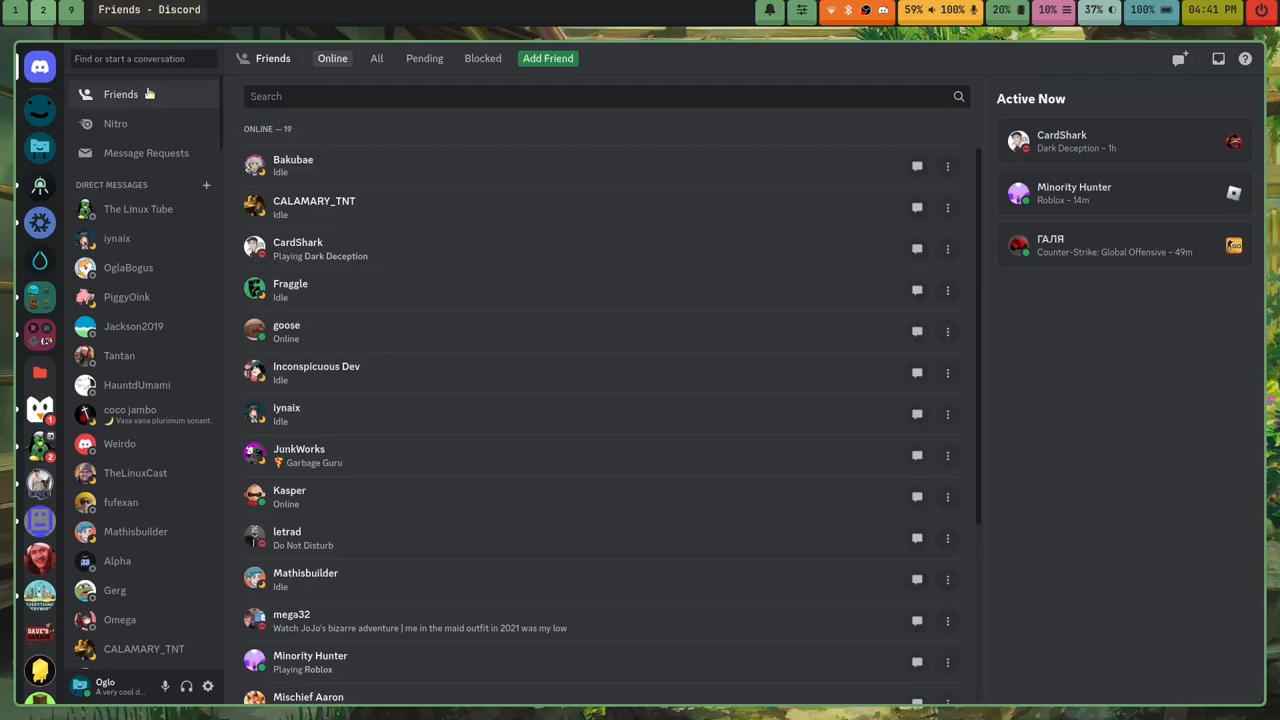 1 2 9 Friends - Discord 59% 100% 20% 10% 37% 100% 04:41 PM
Find or start a conversation
Friends
Nitro
Message Requests
DIRECT MESSAGES +
The Linux Tube
iynaix
OglaBogus
PiggyOink
Jackson2019
Tantan
HauntdUmami
coco jambo
Vasa vana plurimum sonant.
Weirdo
TheLinuxCast
fufexan
Mathisbuilder
Alpha
Gerg
Omega
CALAMARY_TNT
Oglo
A very cool d...
1
2
Friends Online All Pending Blocked Add Friend
Search
ONLINE — 19
Bakubae
Idle
CALAMARY_TNT
Idle
CardShark
Playing Dark Deception
Fraggle
Idle
goose
Online
Inconspicuous Dev
Idle
iynaix
Idle
JunkWorks
Garbage Guru
Kasper
Online
letrad
Do Not Disturb
Mathisbuilder
Idle
mega32
Watch JoJo's bizarre adventure | me in the maid outfit in 2021 was my low
Minority Hunter
Playing Roblox
Mischief Aaron
Active Now
CardShark
Dark Deception – 1h
Minority Hunter
Roblox – 14m
ГАЛЯ
Counter-Strike: Global Offensive – 49m